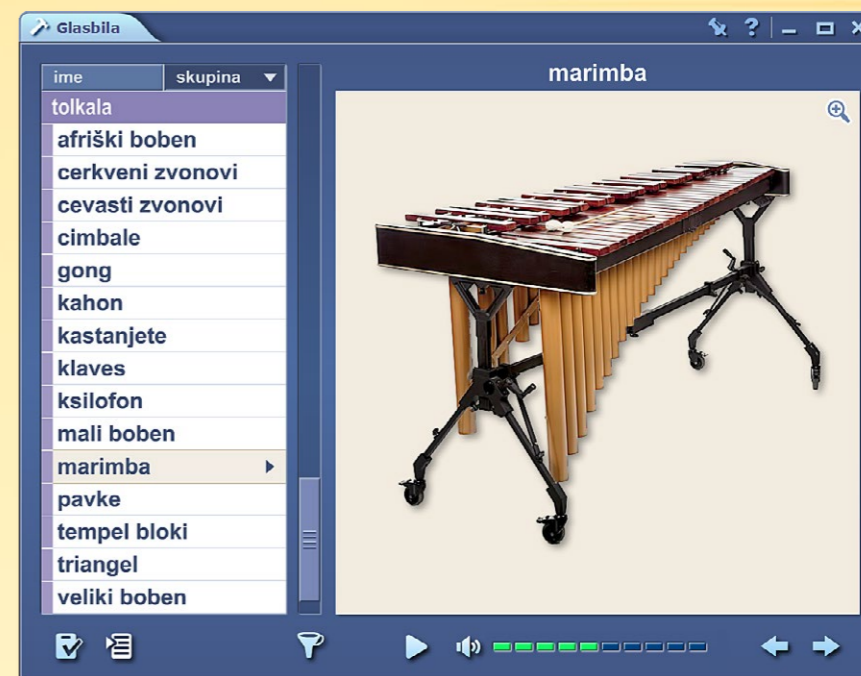 Glasbila
?
ime skupina
marimba
tolkala
afriški boben
cerkveni zvonovi
cevasti zvonovi
cimbale
gong
kahon
kastanjete
klaves
ksilofon
mali boben
marimba
pavke
tempel bloki
triangel
veliki boben